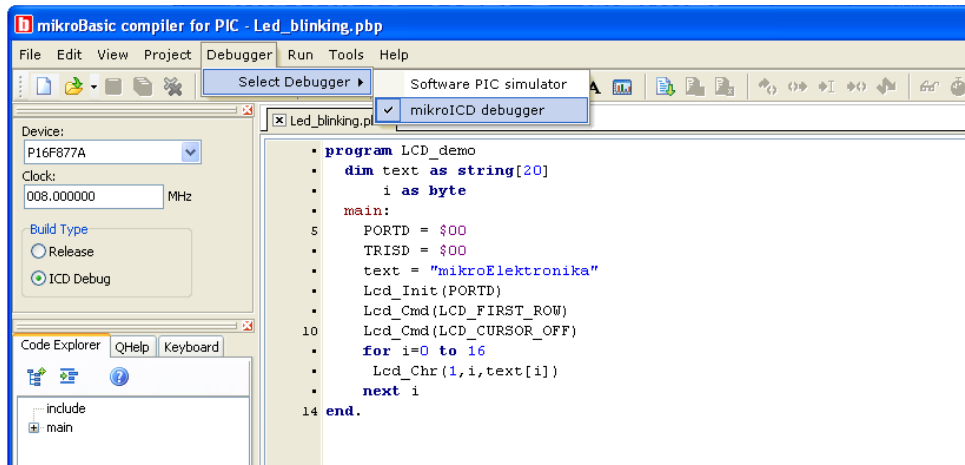 mikroBasic compiler for PIC - Led_blinking.pbp
File Edit View Project Debugger Run Tools Help
Select Debugger
Software PIC simulator
mikroICD debugger
Device:
P16F877A
Clock:
008.000000 MHz
Build Type
Release
ICD Debug
Code Explorer QHelp Keyboard
include
main
program LCD_demo
dim text as string[20]
i as byte
main:
5 PORTD = $00
TRISD = $00
text = "mikroElektronika"
Lcd_Init(PORTD)
Lcd_Cmd(LCD_FIRST_ROW)
10 Lcd_Cmd(LCD_CURSOR_OFF)
for i=0 to 16
Lcd_Chr(1,i,text[i])
next i
14 end.